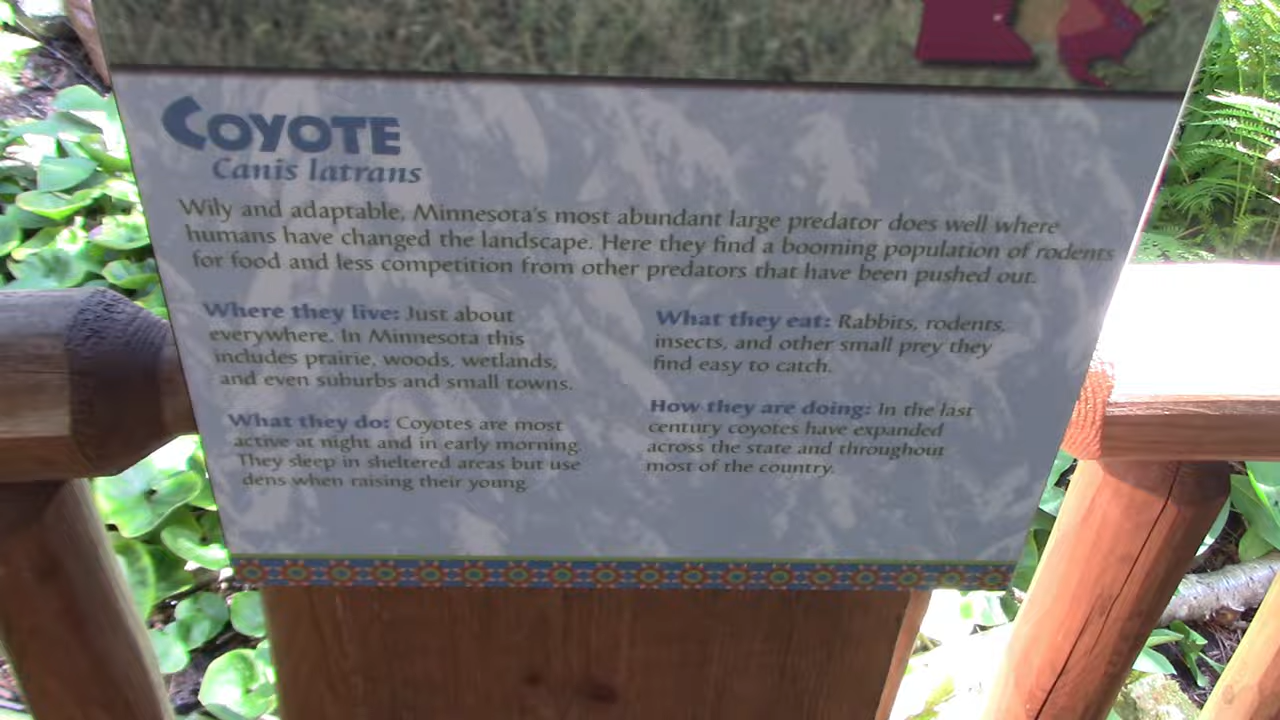 COYOTE
Canis latrans
Wily and adaptable, Minnesota's most abundant large predator does well where
humans have changed the landscape. Here they find a booming population of rodents
for food and less competition from other predators that have been pushed out.
Where they live: Just about
everywhere. In Minnesota this
includes prairie, woods, wetlands,
and even suburbs and small towns.
What they do: Coyotes are most
active at night and in early morning.
They sleep in sheltered areas but use
dens when raising their young.
What they eat: Rabbits, rodents,
insects, and other small prey they
find easy to catch.
How they are doing: In the last
century coyotes have expanded
across the state and throughout
most of the country.